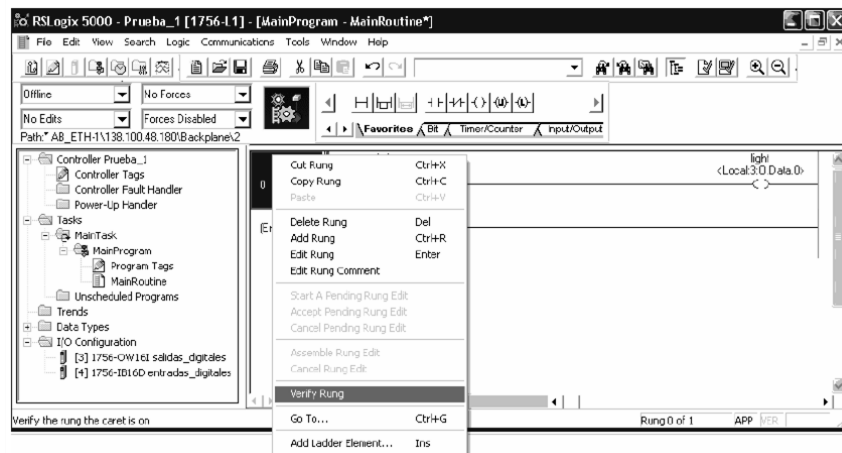 RSLogix 5000 - Prueba_1 [1756-L1] - [MainProgram - MainRoutine*]
File Edit View Search Logic Communications Tools Window Help
Offline No Forces
No Edits Forces Disabled
Path:* AB_ETH-1\138.100.48.180\Backplane\2
Favorites Bit Timer/Counter Input/Output
Controller Prueba_1
Controller Tags
Controller Fault Handler
Power-Up Handler
Tasks
MainTask
MainProgram
Program Tags
MainRoutine
Unscheduled Programs
Trends
Data Types
I/O Configuration
[3] 1756-OW16I salidas_digitales
[4] 1756-IB16D entradas_digitales
0
(Er
light
<Local:3:O.Data.0>
Cut Rung Ctrl+X
Copy Rung Ctrl+C
Paste Ctrl+V
Delete Rung Del
Add Rung Ctrl+R
Edit Rung Enter
Edit Rung Comment
Start A Pending Rung Edit
Accept Pending Rung Edit
Cancel Pending Rung Edit
Assemble Rung Edit
Cancel Rung Edit
Verify Rung
Go To... Ctrl+G
Add Ladder Element... Ins
Verify the rung the caret is on
Rung 0 of 1 APP VER